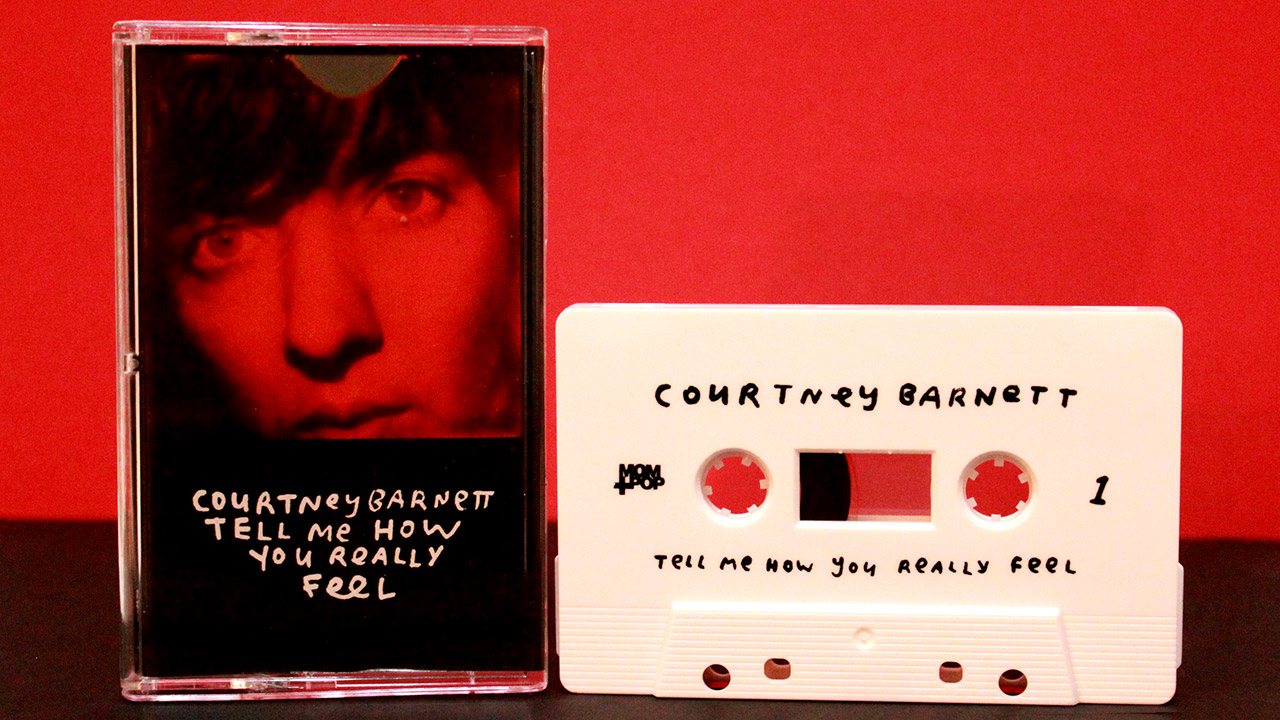 COURTNeY BARNeTT
TELL Me HOW
YOU ReALLY
FeeL
COURTNeY BARNeTT
MOM
+POP
1
TeLL Me HOW YOU ReALLY FeeL